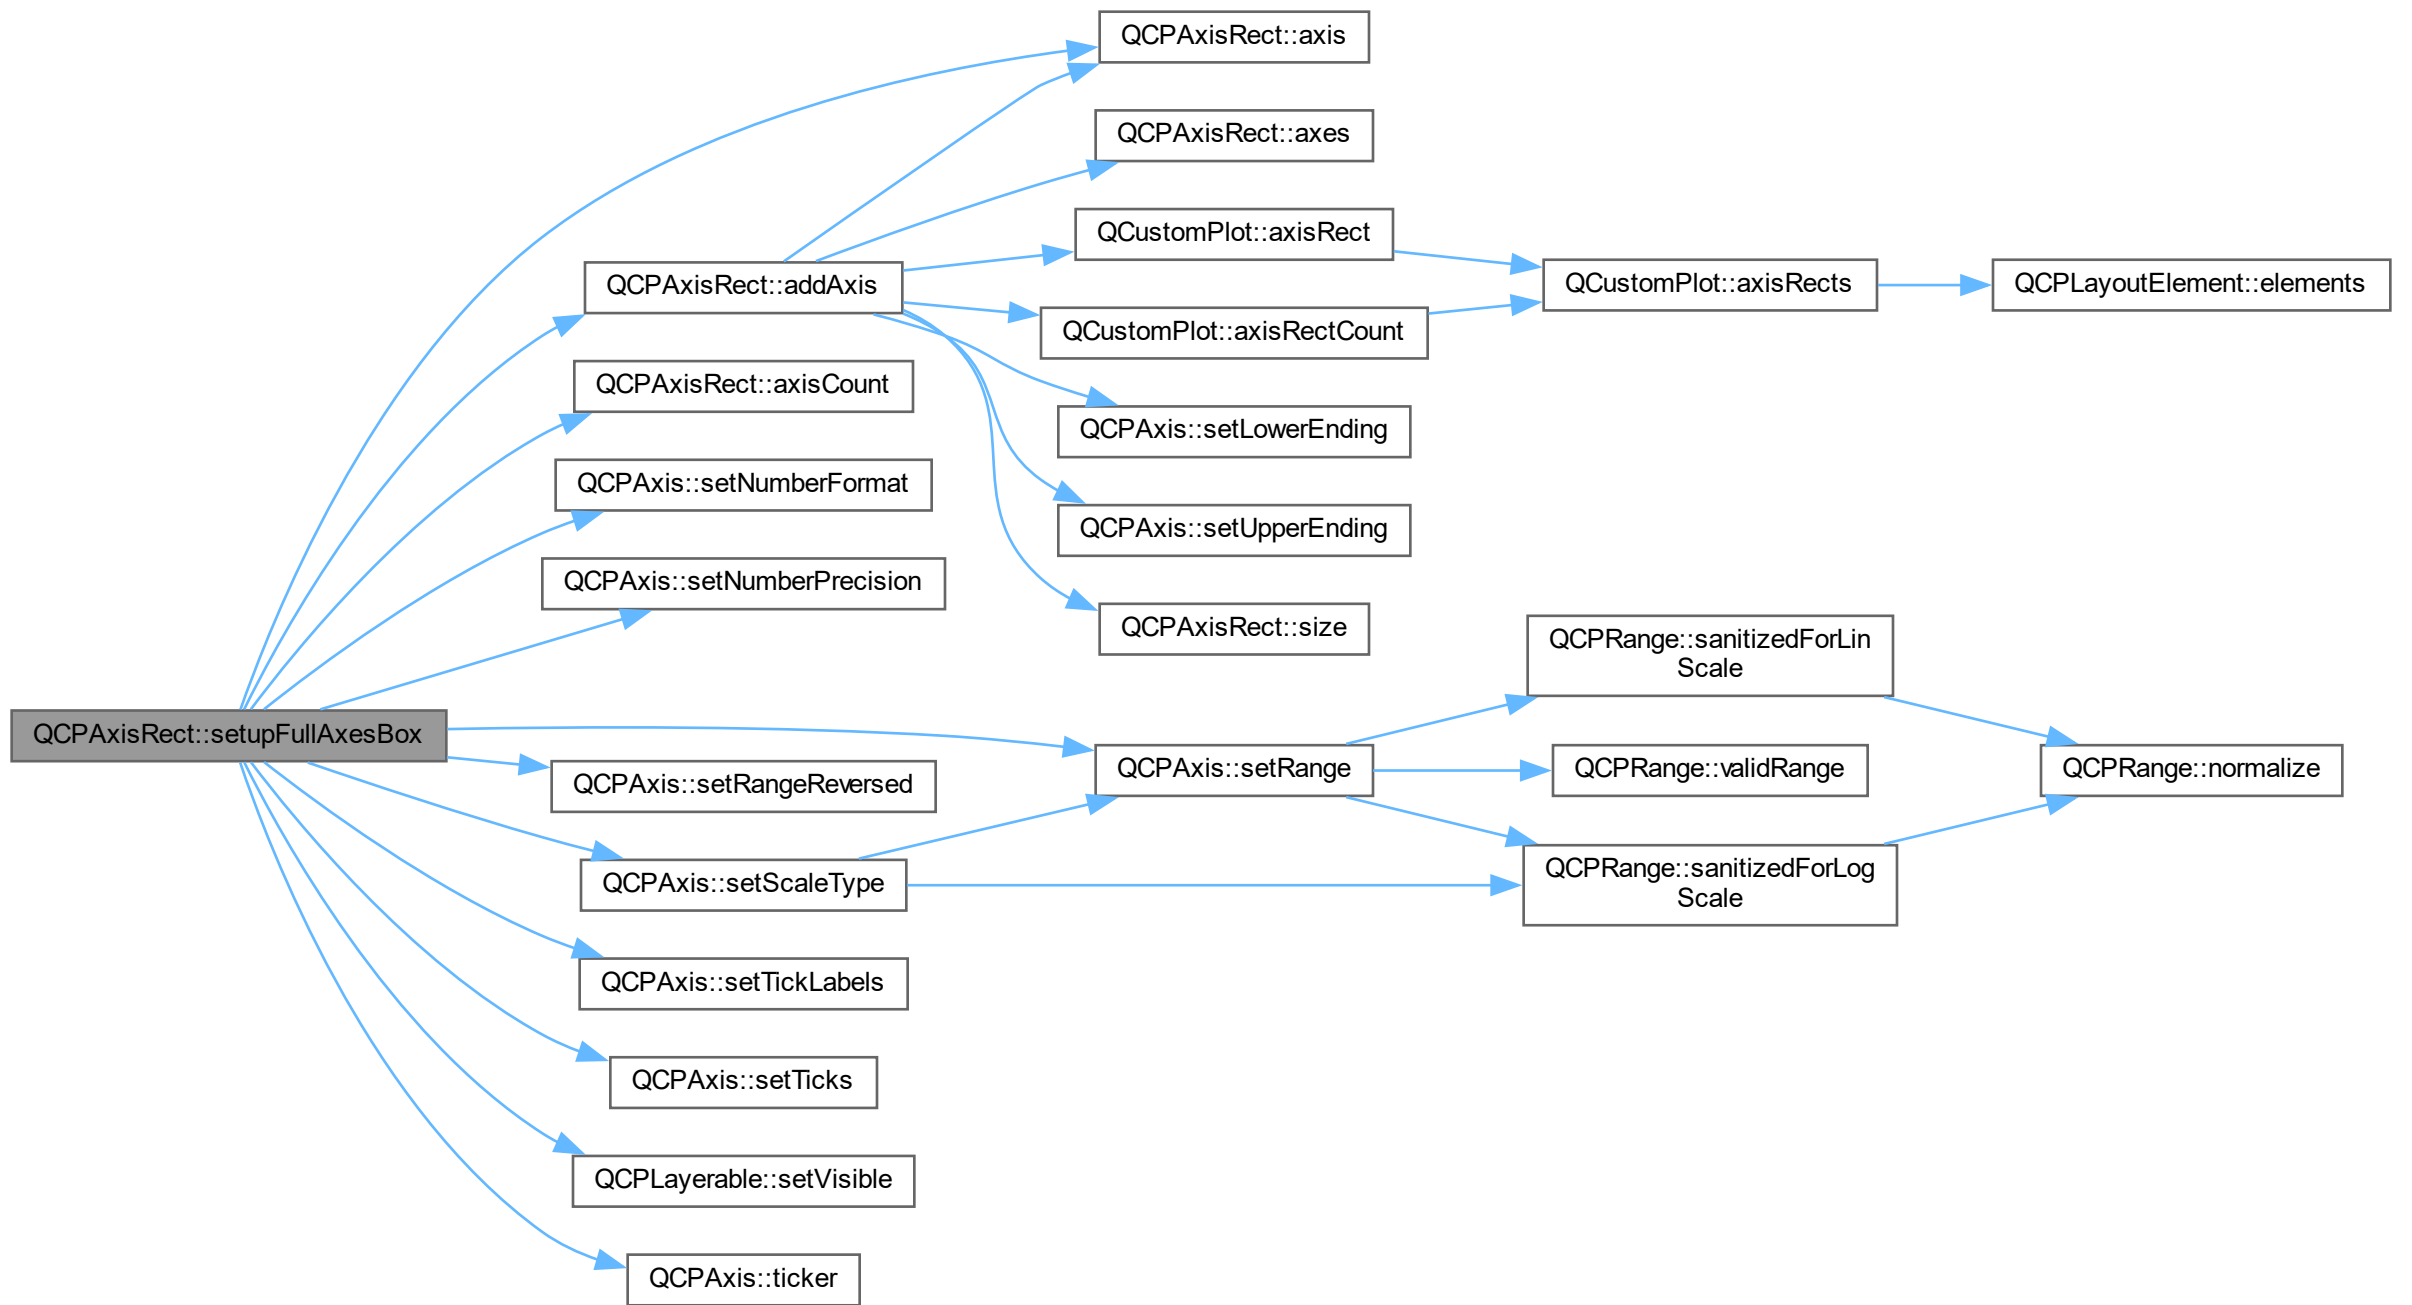 QCPAxisRect::axis
QCPAxisRect::axes
QCustomPlot::axisRect
QCPAxisRect::addAxis
QCustomPlot::axisRects
QCPLayoutElement::elements
QCustomPlot::axisRectCount
QCPAxisRect::axisCount
QCPAxis::setLowerEnding
QCPAxis::setNumberFormat
QCPAxis::setUpperEnding
QCPAxis::setNumberPrecision
QCPAxisRect::size
QCPRange::sanitizedForLin
Scale
QCPAxisRect::setupFullAxesBox
QCPAxis::setRange
QCPRange::validRange
QCPRange::normalize
QCPAxis::setRangeReversed
QCPAxis::setScaleType
QCPRange::sanitizedForLog
Scale
QCPAxis::setTickLabels
QCPAxis::setTicks
QCPLayerable::setVisible
QCPAxis::ticker